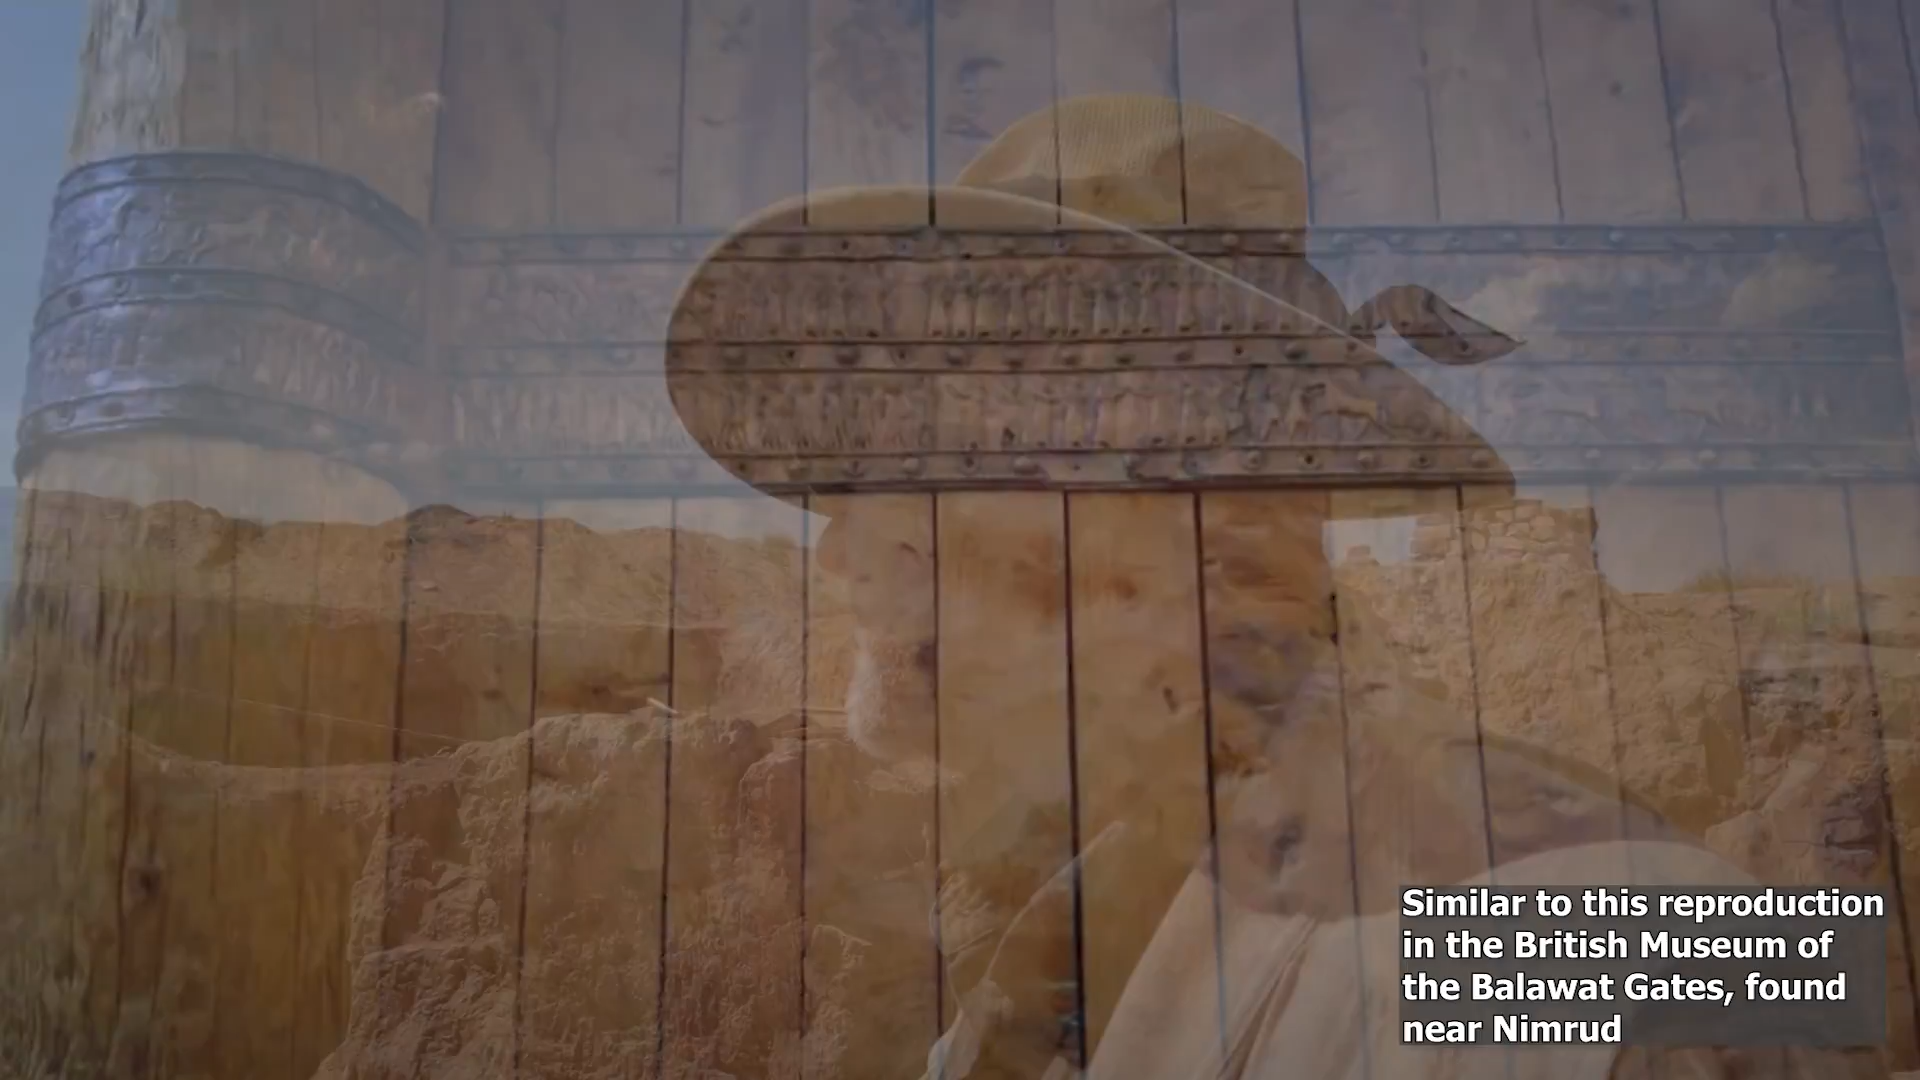 Similar to this reproduction
in the British Museum of
the Balawat Gates, found
near Nimrud